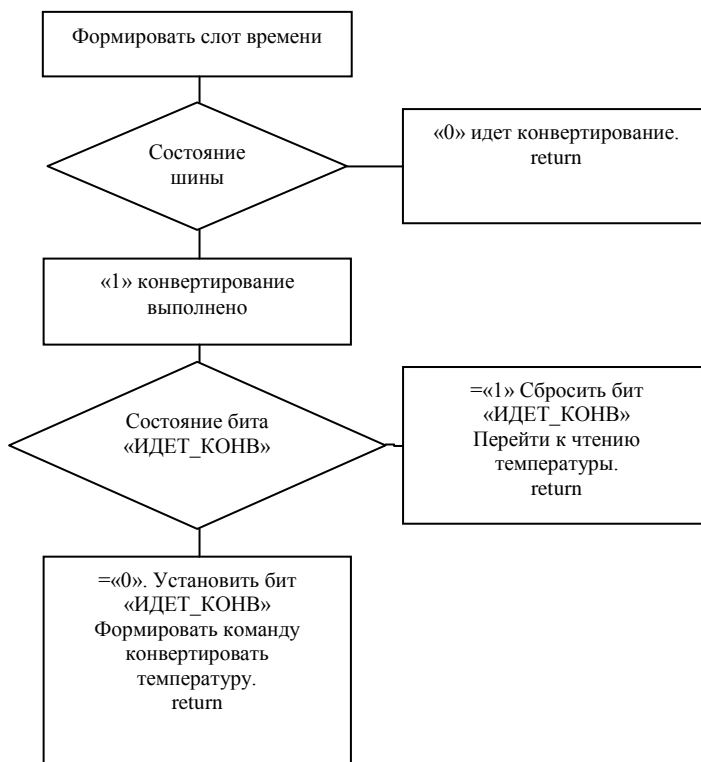 Формировать слот времени
Состояние
шины
«0» идет конвертирование.
return
«1» конвертирование
выполнено
Состояние бита
«ИДЕТ_КОНВ»
=«1» Сбросить бит
«ИДЕТ_КОНВ»
Перейти к чтению
температуры.
return
=«0». Установить бит
«ИДЕТ_КОНВ»
Формировать команду
конвертировать
температуру.
return